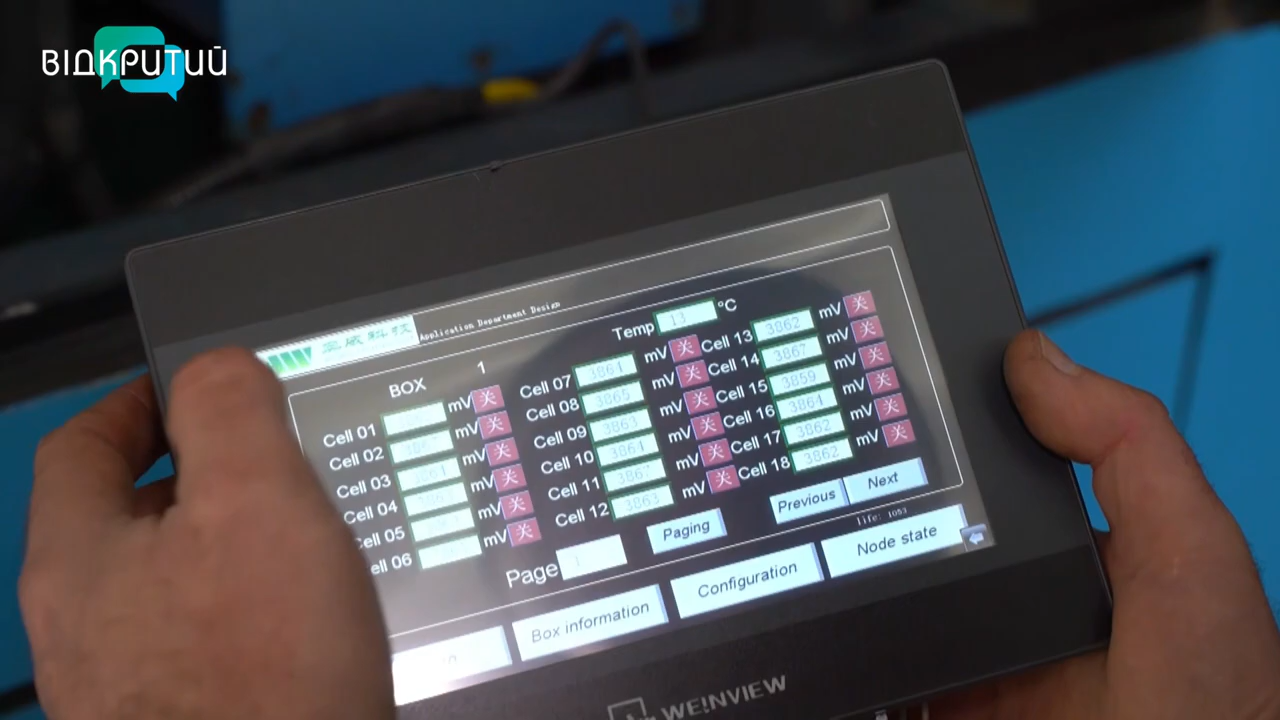 ВІДКРИТИЙ
Application Department Design
BOX 1
Temp 13 °C
Cell 01 mV 关
Cell 02 mV 关
Cell 03 mV 关
Cell 04 mV 关
Cell 05 mV 关
ell 06 mV 关
Cell 07 3864 mV 关
Cell 08 3865 mV 关
Cell 09 3863 mV 关
Cell 10 3864 mV 关
Cell 11 3867 mV 关
Cell 12 3863 mV 关
Cell 13 3862 mV 关
Cell 14 3867 mV 关
Cell 15 3859 mV 关
Cell 16 3864 mV 关
Cell 17 3862 mV 关
Cell 18 3862 mV 关
Page
Paging
Previous
Next
life: 1053
Box information
Configuration
Node state
WEINVIEW